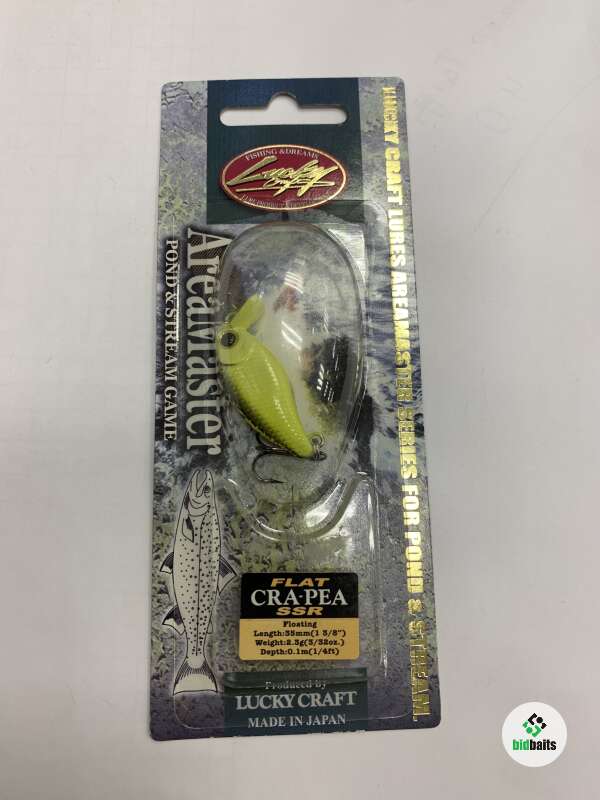 FISHING & DREAMS
Lucky
Craft
AreaMaster
POND & STREAM GAME
LUCKY CRAFT LURES AREAMASTER SERIES FOR POND & STREAM.
FLAT
CRA-PEA
SSR
Floating
Length:35mm(1 3/8")
Weight:2.3g(3/32oz.)
Depth:0.1m(1/4ft)
Produced by
LUCKY CRAFT
MADE IN JAPAN
bidbaits